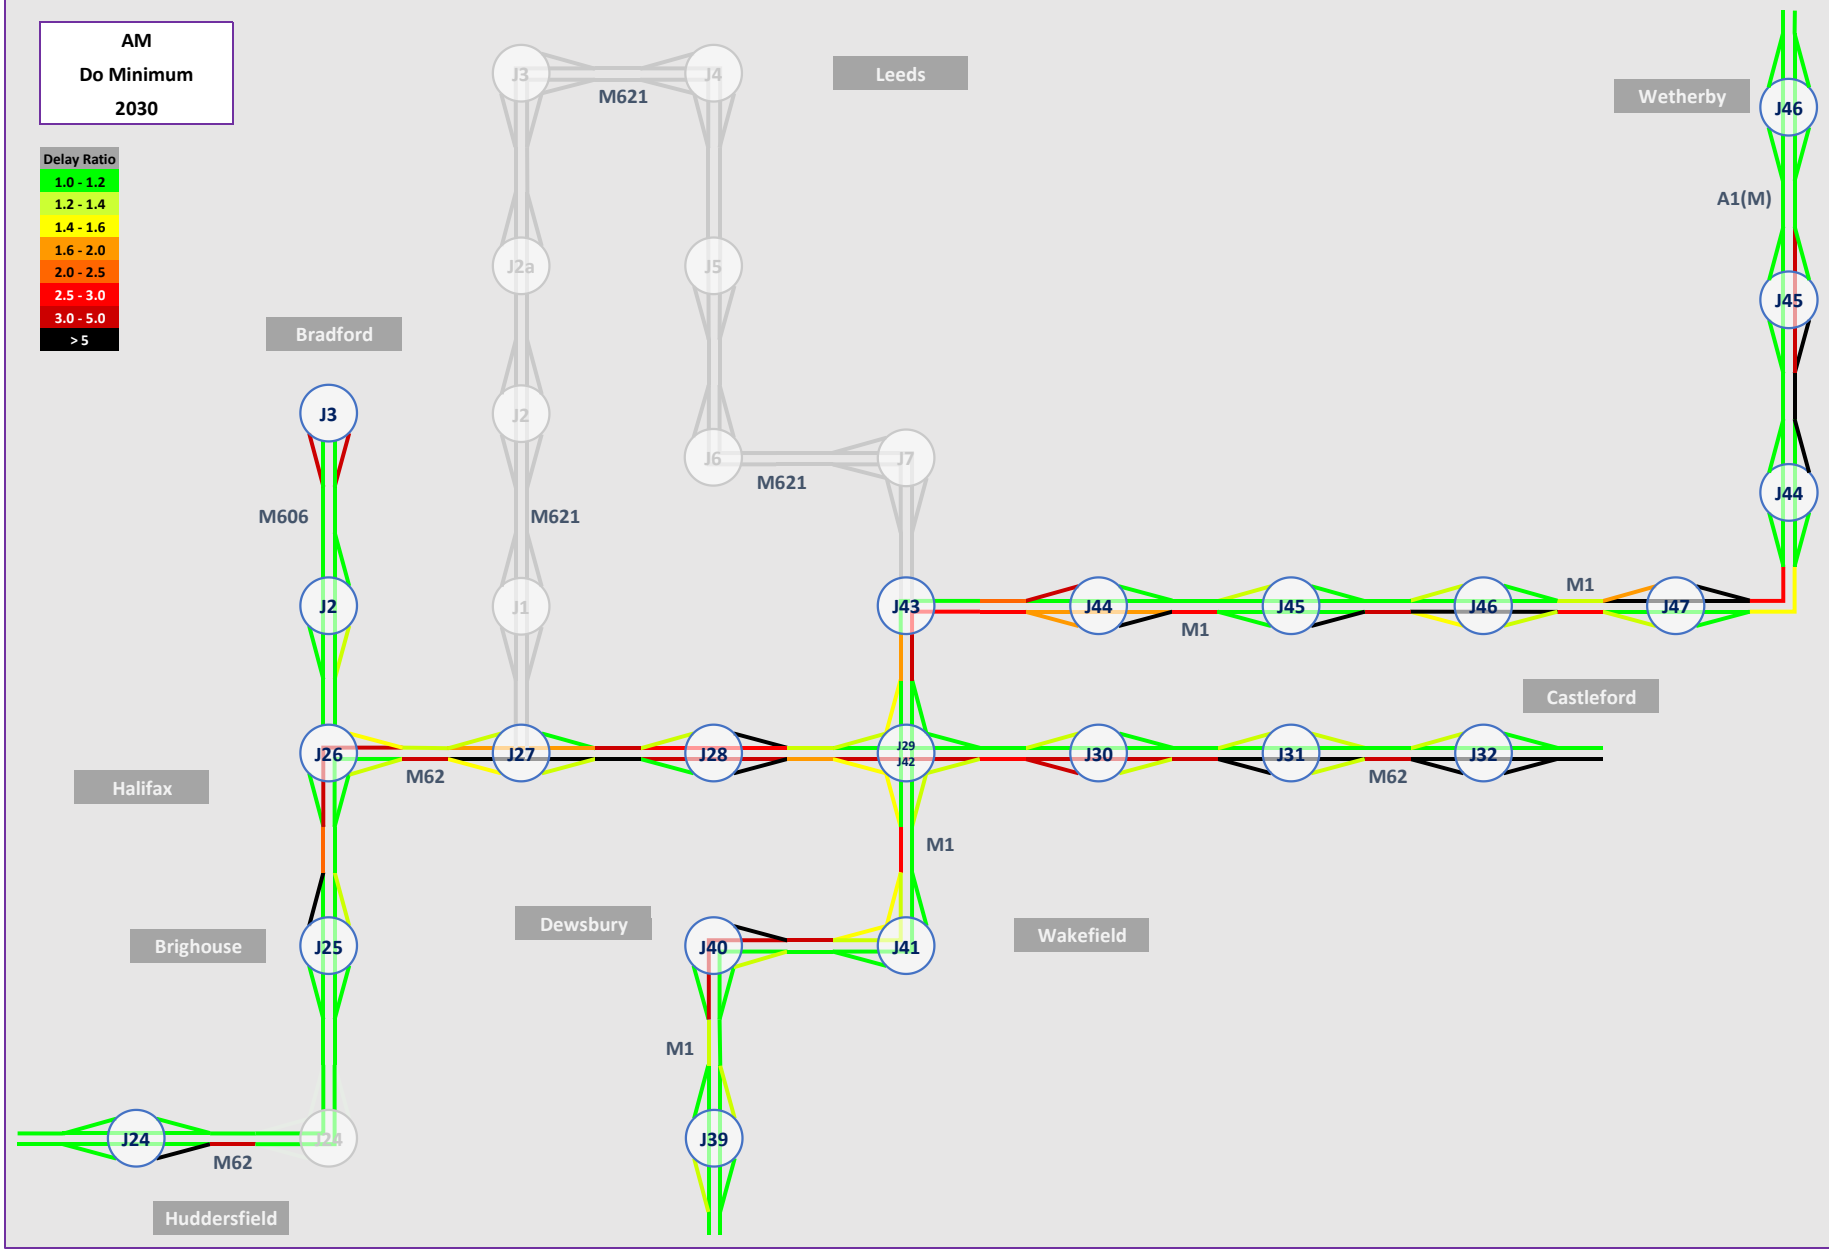 AM
Do Minimum
2030
Delay Ratio
1.0 - 1.2
1.2 - 1.4
1.4 - 1.6
1.6 - 2.0
2.0 - 2.5
2.5 - 3.0
3.0 - 5.0
> 5
J3
J4
Leeds
M621
Wetherby
J46
A1(M)
J2a
J5
J45
Bradford
J3
J2
J6
J7
M621
J44
M606
M621
M1
J2
J1
J43
J44
J45
J46
J47
M1
Castleford
J26
J27
J28
J29
J42
J30
J31
J32
M62
M62
Halifax
M1
Dewsbury
Wakefield
Brighouse
J25
J40
J41
M1
J24
J24
J39
M62
Huddersfield